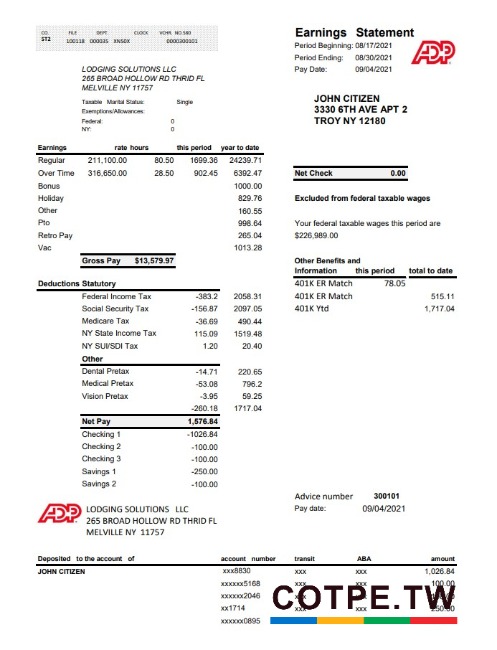 CO. FILE DEPT. CLOCK VCHR. NO.580
ST2 100118 000035 XNS0X 0000300101
Earnings Statement
Period Beginning: 08/17/2021
Period Ending: 08/30/2021
Pay Date: 09/04/2021
ADP
LODGING SOLUTIONS LLC
265 BROAD HOLLOW RD THRID FL
MELVILLE NY 11757
Taxable Marital Status: Single
Exemptions/Allowances:
Federal: 0
NY: 0
JOHN CITIZEN
3330 6TH AVE APT 2
TROY NY 12180
Earnings rate hours this period year to date
Regular 211,100.00 80.50 1699.36 24239.71
Over Time 316,650.00 28.50 902.45 6392.47
Bonus 1000.00
Holiday 829.76
Other 160.55
Pto 998.64
Retro Pay 265.04
Vac 1013.28
Gross Pay $13,579.97
Net Check 0.00
Excluded from federal taxable wages
Your federal taxable wages this period are
$226,989.00
Other Benefits and
Information this period total to date
401K ER Match 78.05
401K ER Match 515.11
401K Ytd 1,717.04
Deductions Statutory
Federal Income Tax -383.2 2058.31
Social Security Tax -156.87 2097.05
Medicare Tax -36.69 490.44
NY State Income Tax 115.09 1519.48
NY SUI/SDI Tax 1.20 20.40
Other
Dental Pretax -14.71 220.65
Medical Pretax -53.08 796.2
Vision Pretax -3.95 59.25
-260.18 1717.04
Net Pay 1,576.84
Checking 1 -1026.84
Checking 2 -100.00
Checking 3 -100.00
Savings 1 -250.00
Savings 2 -100.00
ADP
LODGING SOLUTIONS LLC
265 BROAD HOLLOW RD THRID FL
MELVILLE NY 11757
Advice number 300101
Pay date: 09/04/2021
Deposited to the account of account number transit ABA amount
JOHN CITIZEN xxx8830 xxx xxx 1,026.84
xxxxxx5168 xxx xxx 100.00
xxxxxx2046
xx1714
xxxxxx0895
COTPE.TW